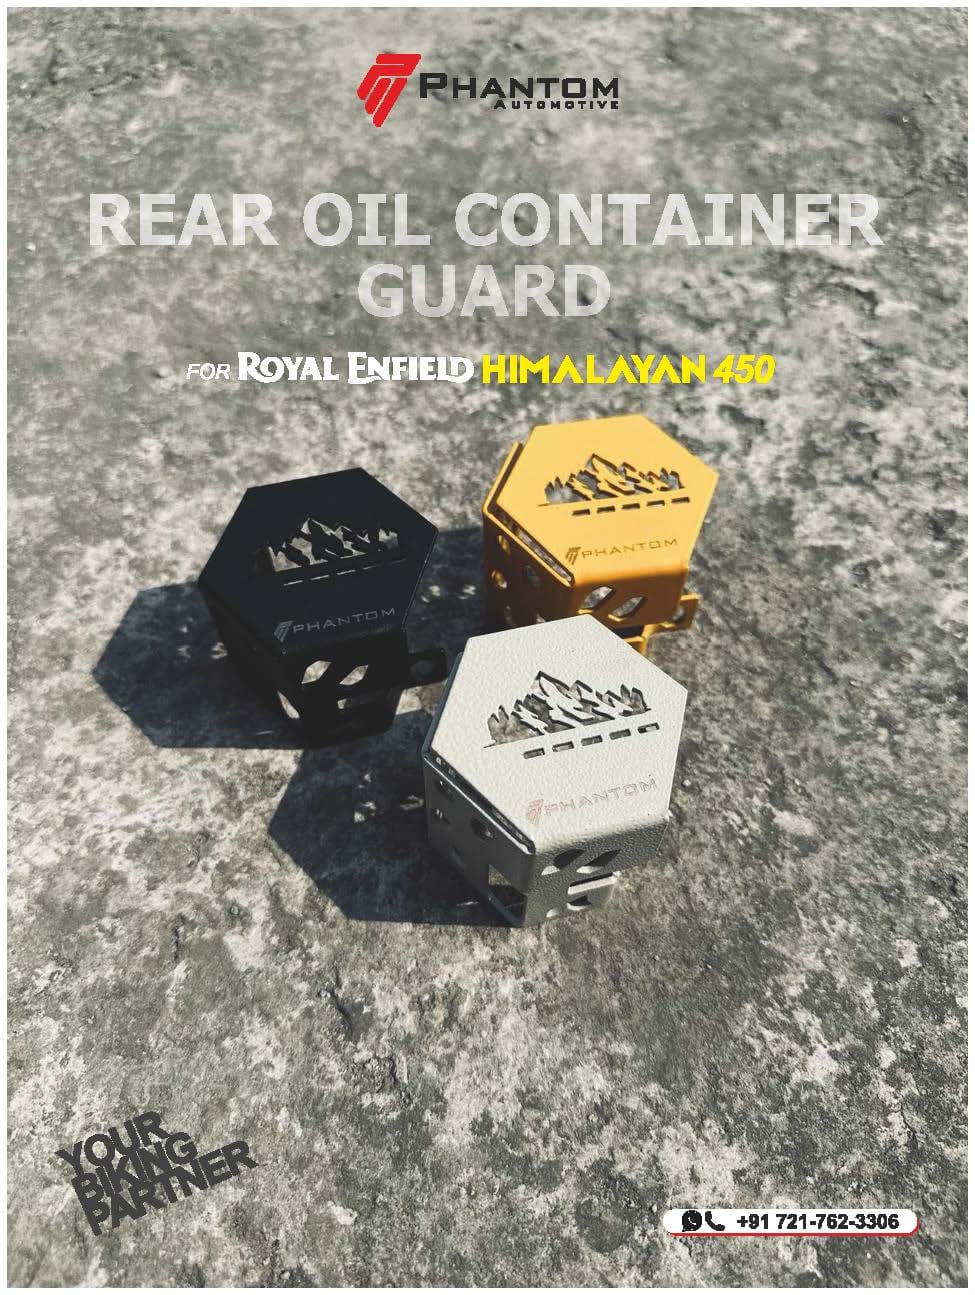 PHANTOM
AUTOMOTIVE
REAR OIL CONTAINER
GUARD
FOR ROYAL ENFIELD HIMALAYAN 450
PHANTOM
PHANTOM
PHANTOM
YOUR
BIKING
PARTNER
+91 721-762-3306